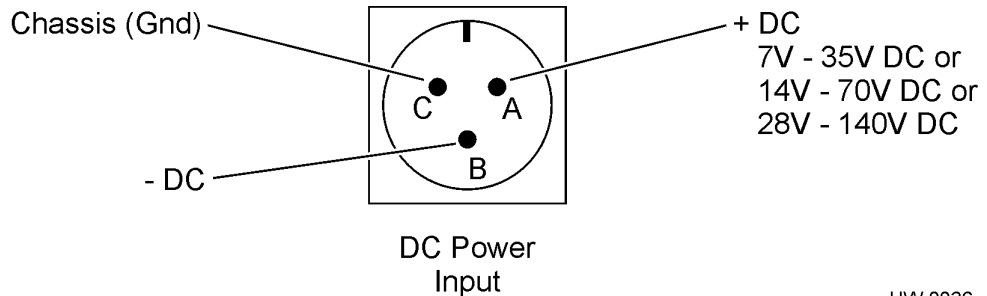 Chassis (Gnd)
+ DC
7V - 35V DC or
14V - 70V DC or
28V - 140V DC
C
A
B
- DC
DC Power
Input